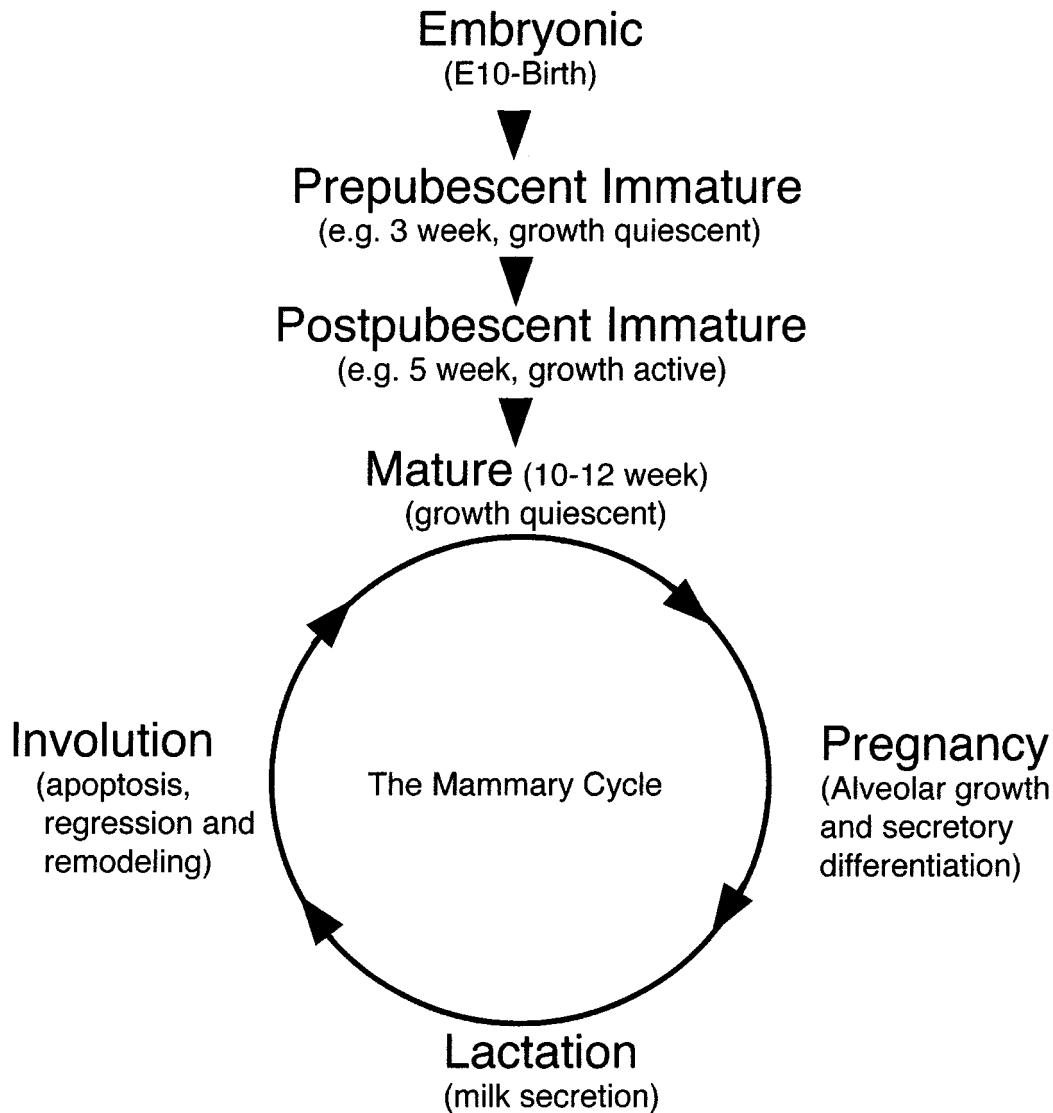 Embryonic
(E10-Birth)
Prepubescent Immature
(e.g. 3 week, growth quiescent)
Postpubescent Immature
(e.g. 5 week, growth active)
Mature (10-12 week)
(growth quiescent)
Involution
(apoptosis,
regression and
remodeling)
The Mammary Cycle
Pregnancy
(Alveolar growth
and secretory
differentiation)
Lactation
(milk secretion)